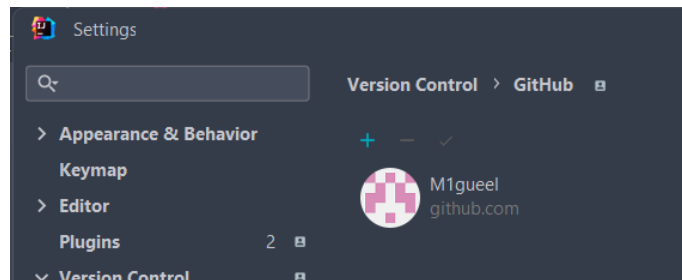 Settings
Version Control > GitHub
Appearance & Behavior
Keymap
Editor
Plugins 2
Version Control
M1gueel
github.com